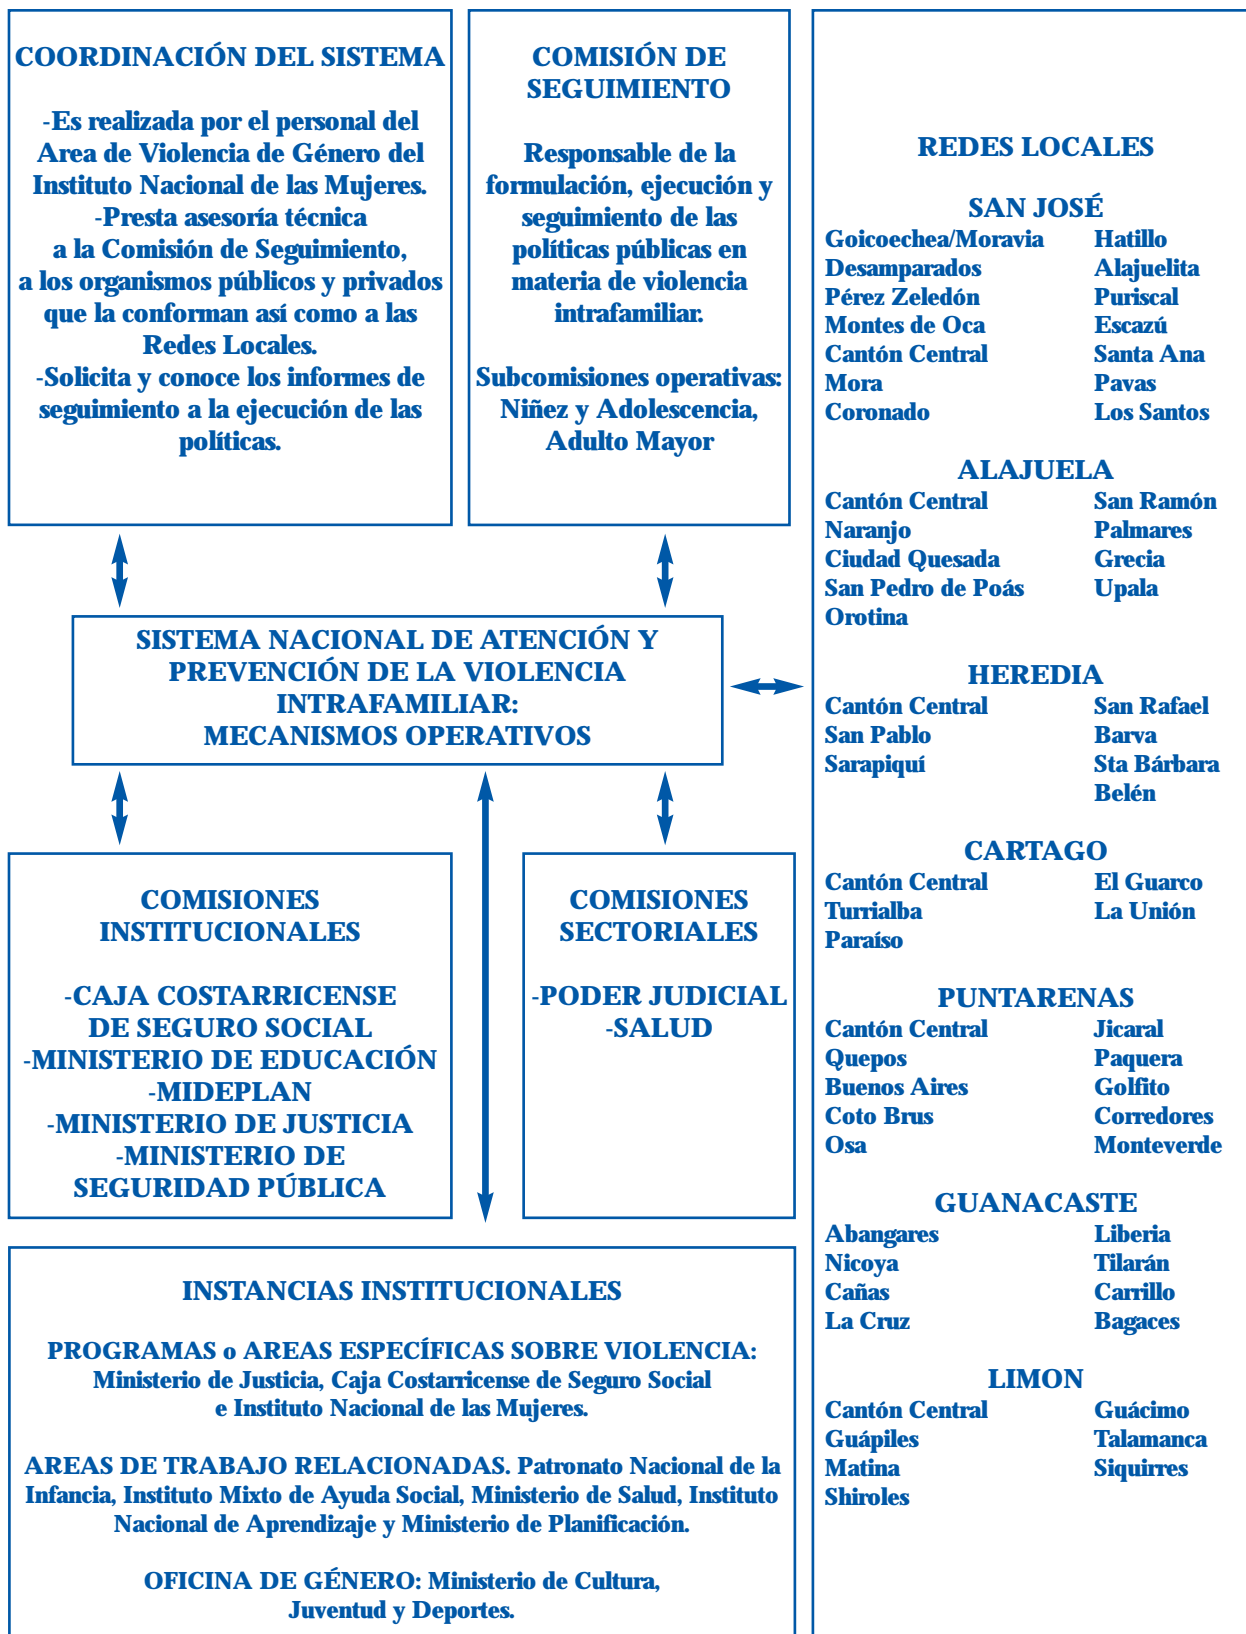 COORDINACIÓN DEL SISTEMA
-Es realizada por el personal del
Area de Violencia de Género del
Instituto Nacional de las Mujeres.
-Presta asesoría técnica
a la Comisión de Seguimiento,
a los organismos públicos y privados
que la conforman así como a las
Redes Locales.
-Solicita y conoce los informes de
seguimiento a la ejecución de las
políticas.
COMISIÓN DE
SEGUIMIENTO
Responsable de la
formulación, ejecución y
seguimiento de las
políticas públicas en
materia de violencia
intrafamiliar.
Subcomisiones operativas:
Niñez y Adolescencia,
Adulto Mayor
SISTEMA NACIONAL DE ATENCIÓN Y
PREVENCIÓN DE LA VIOLENCIA
INTRAFAMILIAR:
MECANISMOS OPERATIVOS
COMISIONES
INSTITUCIONALES
-CAJA COSTARRICENSE
DE SEGURO SOCIAL
-MINISTERIO DE EDUCACIÓN
-MIDEPLAN
-MINISTERIO DE JUSTICIA
-MINISTERIO DE
SEGURIDAD PÚBLICA
COMISIONES
SECTORIALES
-PODER JUDICIAL
-SALUD
INSTANCIAS INSTITUCIONALES
PROGRAMAS o AREAS ESPECÍFICAS SOBRE VIOLENCIA:
Ministerio de Justicia, Caja Costarricense de Seguro Social
e Instituto Nacional de las Mujeres.
AREAS DE TRABAJO RELACIONADAS. Patronato Nacional de la
Infancia, Instituto Mixto de Ayuda Social, Ministerio de Salud, Instituto
Nacional de Aprendizaje y Ministerio de Planificación.
OFICINA DE GÉNERO: Ministerio de Cultura,
Juventud y Deportes.
REDES LOCALES
SAN JOSÉ
Goicoechea/Moravia Hatillo
Desamparados Alajuelita
Pérez Zeledón Puriscal
Montes de Oca Escazú
Cantón Central Santa Ana
Mora Pavas
Coronado Los Santos
ALAJUELA
Cantón Central San Ramón
Naranjo Palmares
Ciudad Quesada Grecia
San Pedro de Poás Upala
Orotina
HEREDIA
Cantón Central San Rafael
San Pablo Barva
Sarapiquí Sta Bárbara
Belén
CARTAGO
Cantón Central El Guarco
Turrialba La Unión
Paraíso
PUNTARENAS
Cantón Central Jicaral
Quepos Paquera
Buenos Aires Golfito
Coto Brus Corredores
Osa Monteverde
GUANACASTE
Abangares Liberia
Nicoya Tilarán
Cañas Carrillo
La Cruz Bagaces
LIMON
Cantón Central Guácimo
Guápiles Talamanca
Matina Siquirres
Shiroles